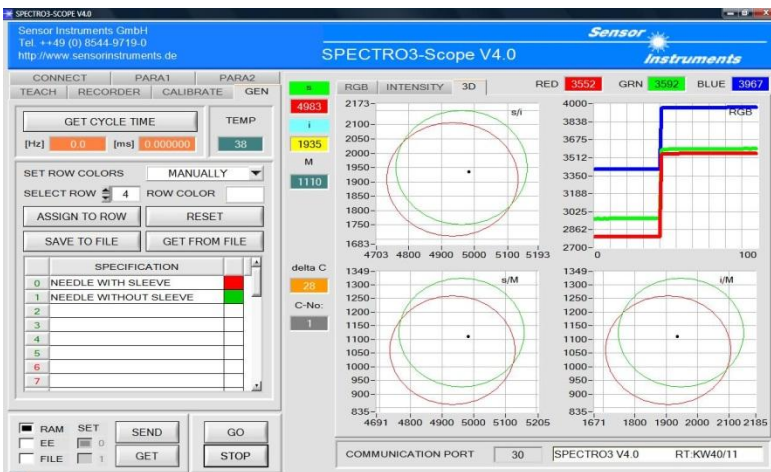 SPECTRO3-SCOPE V4.0
Sensor Instruments GmbH
Tel. ++49 (0) 8544-9719-0
http://www.sensorinstruments.de
SPECTRO3-Scope V4.0
Sensor
Instruments
CONNECT PARA1 PARA2
TEACH RECORDER CALIBRATE GEN
GET CYCLE TIME
TEMP
[Hz] 0.0 [ms] 0.000000 38
SET ROW COLORS MANUALLY
SELECT ROW 4 ROW COLOR
ASSIGN TO ROW RESET
SAVE TO FILE GET FROM FILE
SPECIFICATION
0 NEEDLE WITH SLEEVE
1 NEEDLE WITHOUT SLEEVE
2
3
4
5
6
7
RAM SET
EE 0
FILE 1
SEND
GET
GO
STOP
s
4983
i
1935
M
1110
delta C
28
C-No:
1
RGB INTENSITY 3D
RED 3552 GRN 3592 BLUE 3967
s/i
2173
2100
2050
2000
1950
1900
1850
1800
1750
1683
4703 4800 4900 5000 5100 5193
RGB
4000
3838
3675
3512
3350
3188
3025
2862
2700
0 100
s/M
1349
1300
1250
1200
1150
1100
1050
1000
950
900
835
4691 4800 4900 5000 5100 5205
i/M
1349
1300
1250
1200
1150
1100
1050
1000
950
900
835
1671 1800 1900 2000 2100 2185
COMMUNICATION PORT 30 SPECTRO3 V4.0 RT:KW40/11